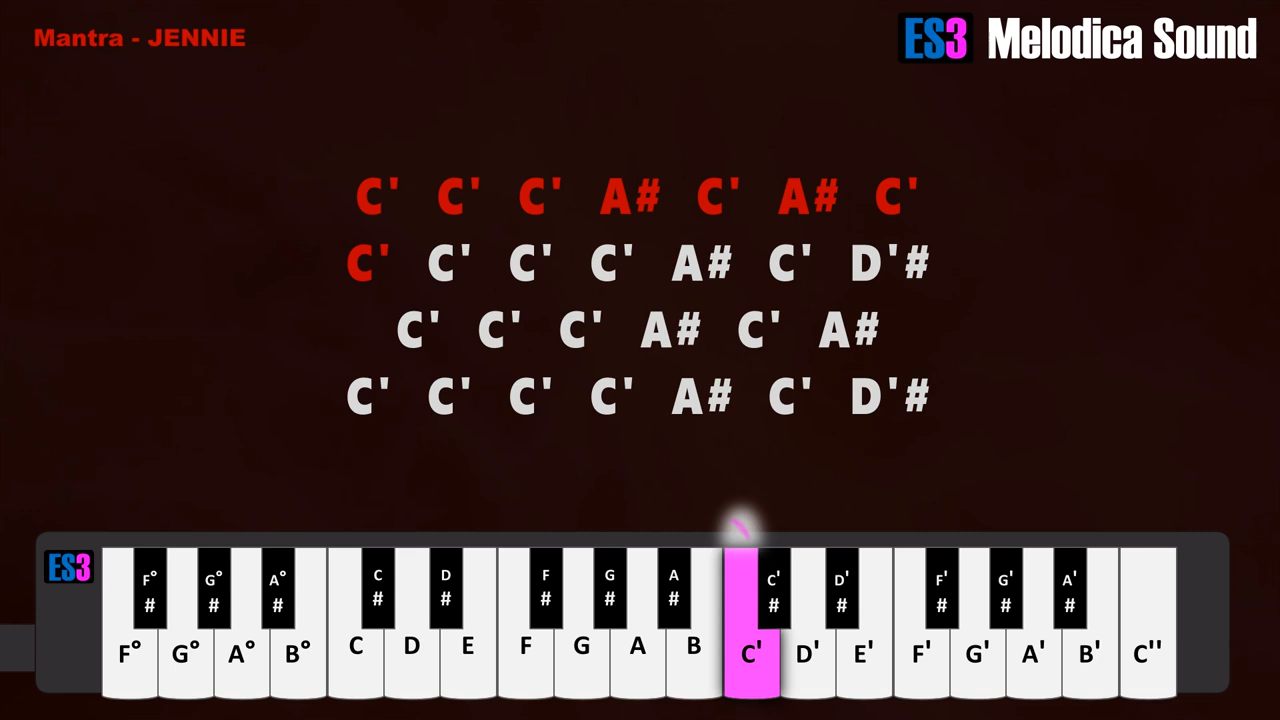 Mantra - JENNIE
ES3 Melodica Sound
C' C' C' A# C' A# C'
C' C' C' C' A# C' D'#
C' C' C' A# C' A#
C' C' C' C' A# C' D'#
ES3
F° # G° # A° # C # D # F # G # A # C' # D' # F' # G' # A' #
F° G° A° B° C D E F G A B C' D' E' F' G' A' B' C''